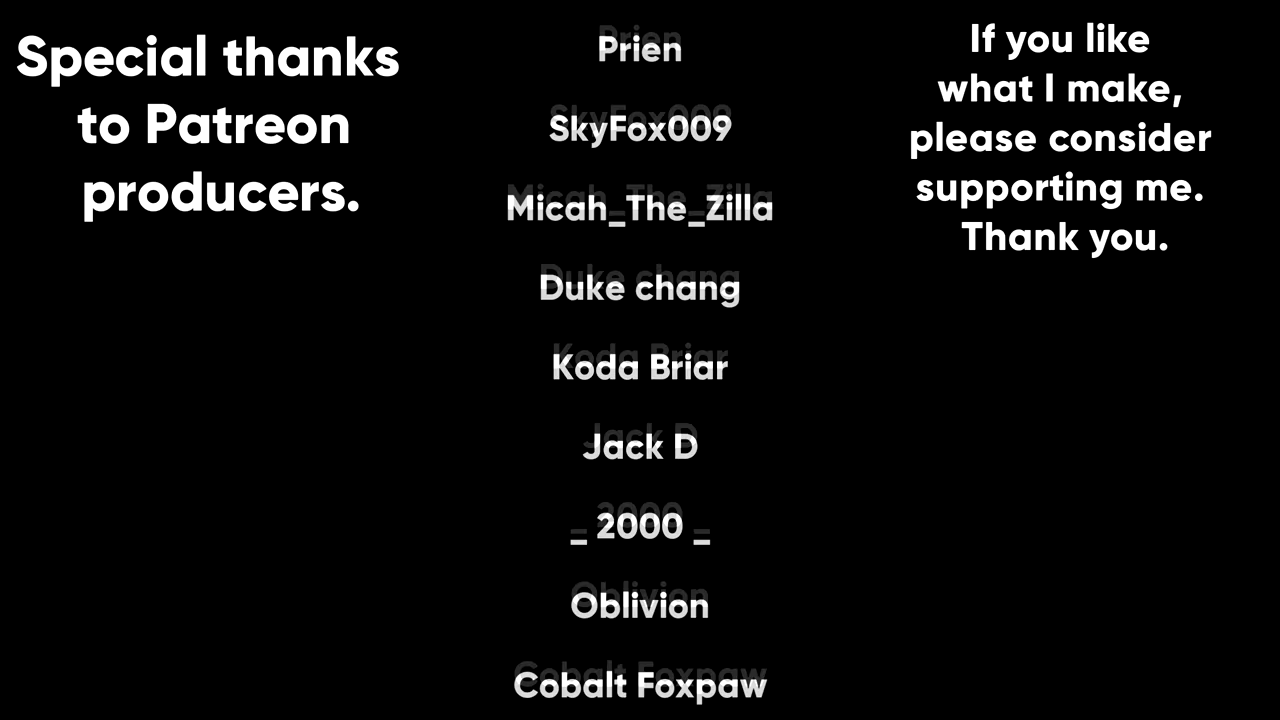 Special thanks
to Patreon
producers.
Prien
SkyFox009
Micah_The_Zilla
Duke chang
Koda Briar
Jack D
_ 2000 _
Oblivion
Cobalt Foxpaw
If you like
what I make,
please consider
supporting me.
Thank you.